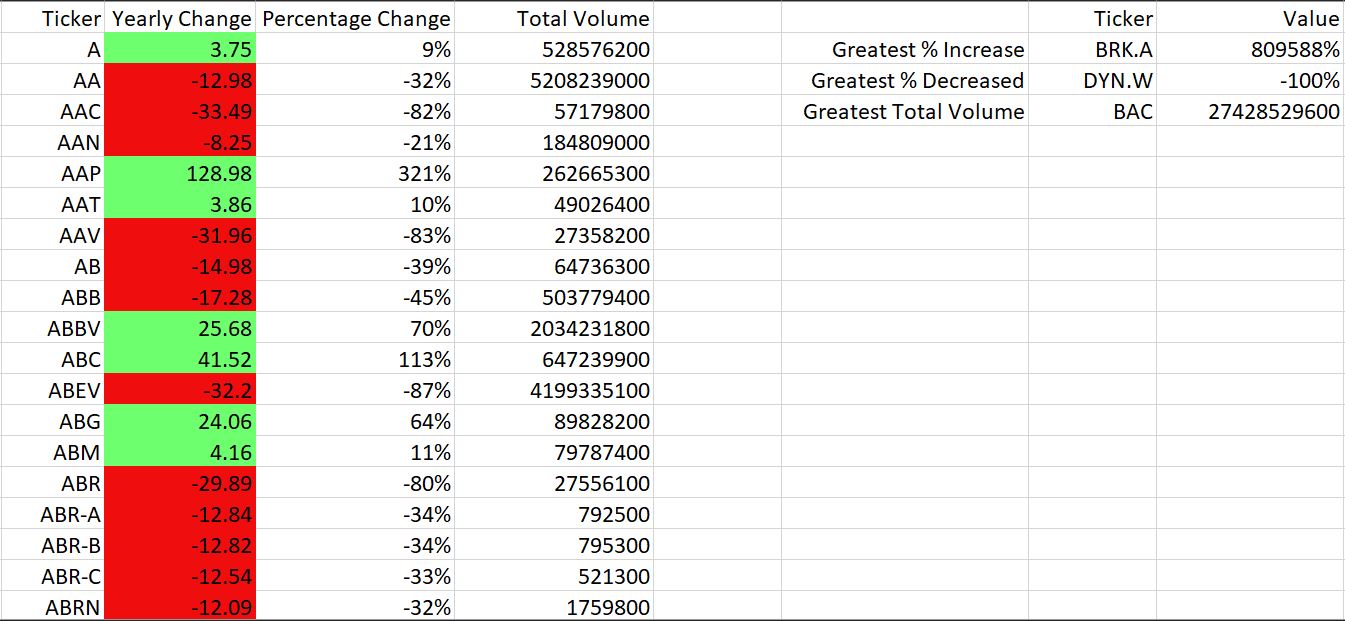 Ticker Yearly Change Percentage Change Total Volume Ticker Value
A 3.75 9% 528576200 Greatest % Increase BRK.A 809588%
AA -12.98 -32% 5208239000 Greatest % Decreased DYN.W -100%
AAC -33.49 -82% 57179800 Greatest Total Volume BAC 27428529600
AAN -8.25 -21% 184809000
AAP 128.98 321% 262665300
AAT 3.86 10% 49026400
AAV -31.96 -83% 27358200
AB -14.98 -39% 64736300
ABB -17.28 -45% 503779400
ABBV 25.68 70% 2034231800
ABC 41.52 113% 647239900
ABEV -32.2 -87% 4199335100
ABG 24.06 64% 89828200
ABM 4.16 11% 79787400
ABR -29.89 -80% 27556100
ABR-A -12.84 -34% 792500
ABR-B -12.82 -34% 795300
ABR-C -12.54 -33% 521300
ABRN -12.09 -32% 1759800